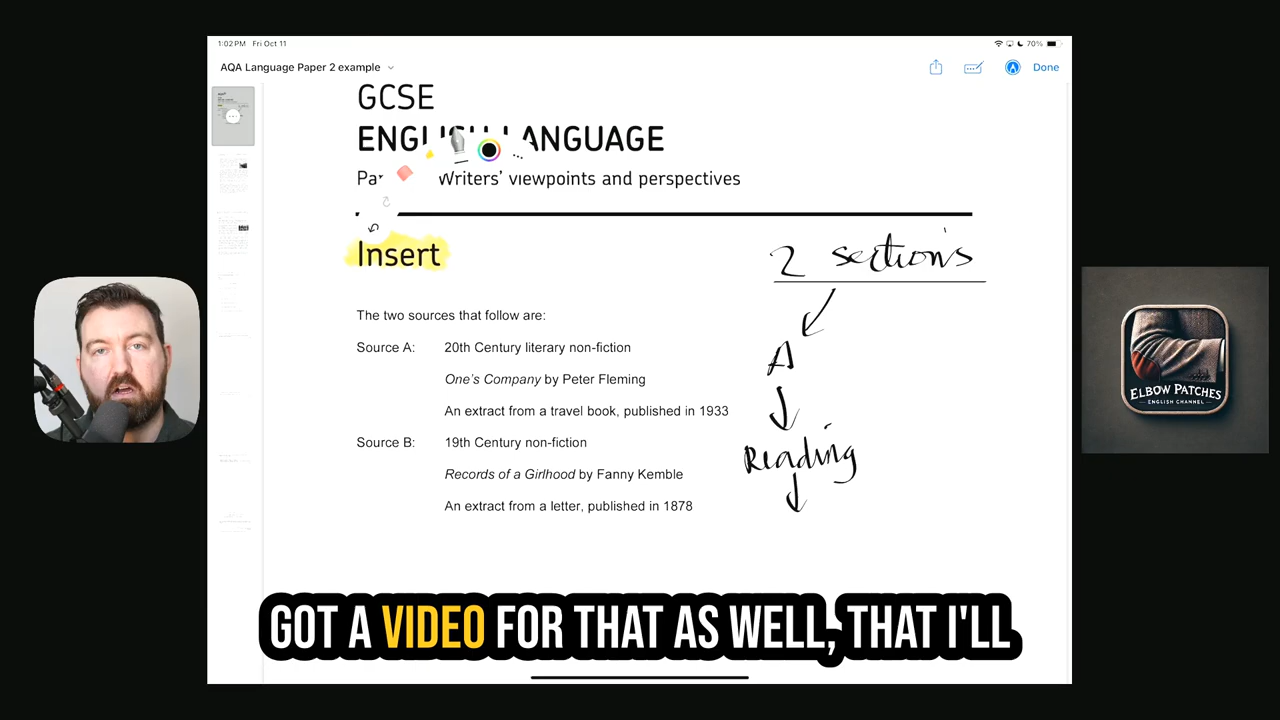 1:02 PM Fri Oct 11
70%
AQA Language Paper 2 example
Done
GCSE
ENGLISH LANGUAGE
Writers' viewpoints and perspectives
Insert
2 sections
The two sources that follow are:
Source A: 20th Century literary non-fiction
One's Company by Peter Fleming
An extract from a travel book, published in 1933
Source B: 19th Century non-fiction
Records of a Girlhood by Fanny Kemble
An extract from a letter, published in 1878
A
Reading
ELBOW PATCHES
ENGLISH CHANNEL
GOT A VIDEO FOR THAT AS WELL, THAT I'LL